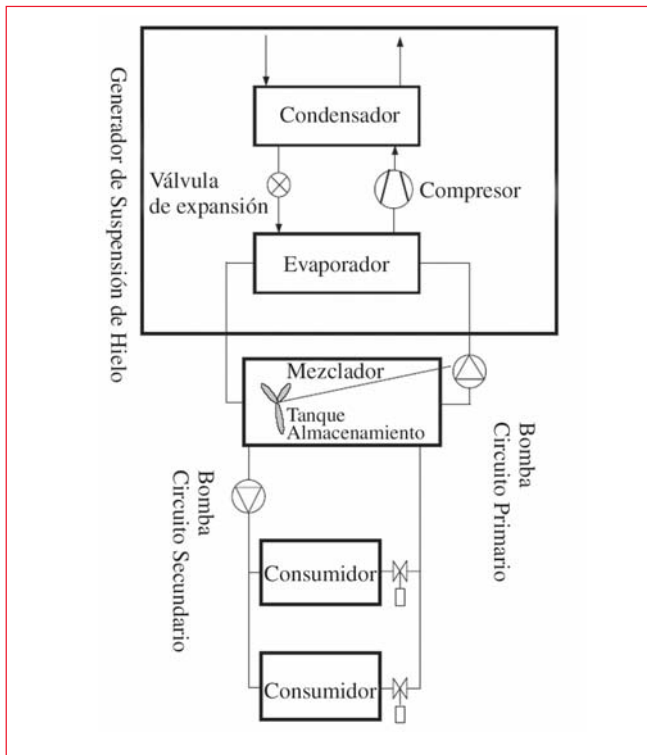 Generador de Suspensión de Hielo
Condensador
Válvula
de expansión
Compresor
Evaporador
Mezclador
Tanque
Almacenamiento
Bomba
Circuito Primario
Bomba
Circuito Secundario
Consumidor
Consumidor